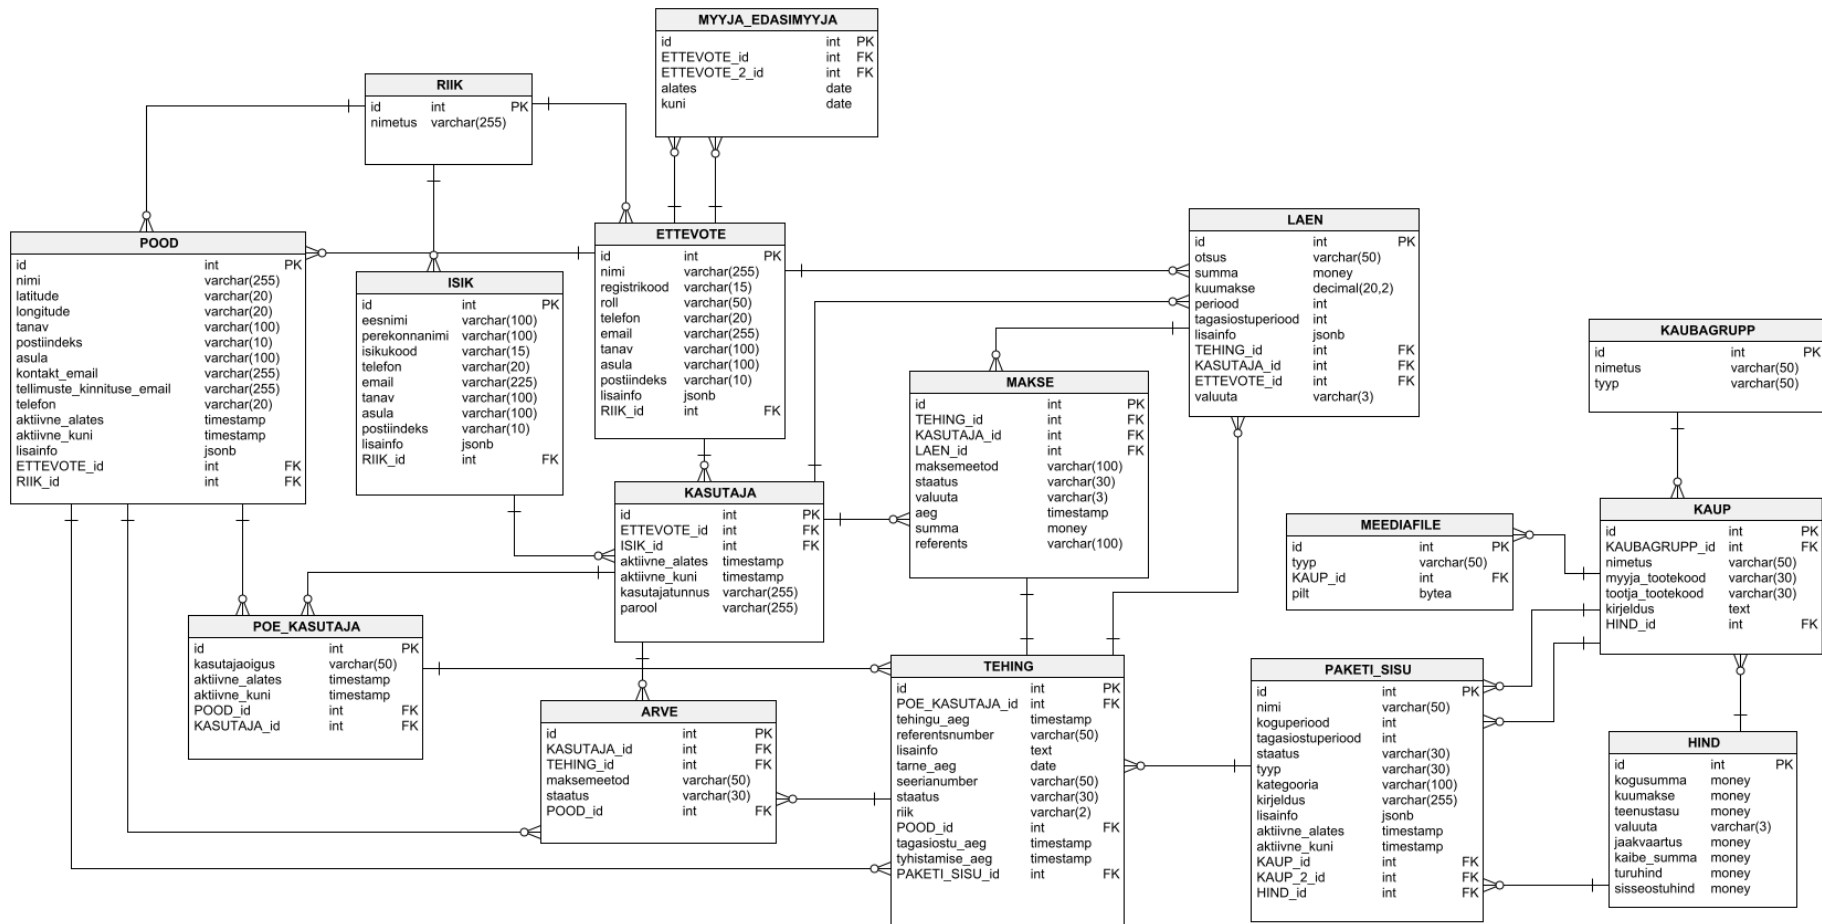 MYYJA_EDASIMYYJA
id int PK
ETTEVOTE_id int FK
ETTEVOTE_2_id int FK
alates date
kuni date
RIIK
id int PK
nimetus varchar(255)
POOD
id int PK
nimi varchar(255)
latitude varchar(20)
longitude varchar(20)
tanav varchar(100)
postiindeks varchar(10)
asula varchar(100)
kontakt_email varchar(255)
tellimuste_kinnituse_email varchar(255)
telefon varchar(20)
aktiivne_alates timestamp
aktiivne_kuni timestamp
lisainfo jsonb
ETTEVOTE_id int FK
RIIK_id int FK
ISIK
id int PK
eesnimi varchar(100)
perekonnanimi varchar(100)
isikukood varchar(15)
telefon varchar(20)
email varchar(225)
tanav varchar(100)
asula varchar(100)
postiindeks varchar(10)
lisainfo jsonb
RIIK_id int FK
ETTEVOTE
id int PK
nimi varchar(255)
registrikood varchar(15)
roll varchar(50)
telefon varchar(20)
email varchar(255)
tanav varchar(100)
asula varchar(100)
postiindeks varchar(10)
lisainfo jsonb
RIIK_id int FK
LAEN
id int PK
otsus varchar(50)
summa money
kuumakse decimal(20,2)
periood int
tagasiostuperiood int
lisainfo jsonb
TEHING_id int FK
KASUTAJA_id int FK
ETTEVOTE_id int FK
valuuta varchar(3)
MAKSE
id int PK
TEHING_id int FK
KASUTAJA_id int FK
LAEN_id int FK
maksemeetod varchar(100)
staatus varchar(30)
valuuta varchar(3)
aeg timestamp
summa money
referents varchar(100)
KAUBAGRUPP
id int PK
nimetus varchar(50)
tyyp varchar(50)
KASUTAJA
id int PK
ETTEVOTE_id int FK
ISIK_id int FK
aktiivne_alates timestamp
aktiivne_kuni timestamp
kasutajatunnus varchar(255)
parool varchar(255)
MEEDIAFILE
id int PK
tyyp varchar(50)
KAUP_id int FK
pilt bytea
KAUP
id int PK
KAUBAGRUPP_id int FK
nimetus varchar(50)
myyja_tootekood varchar(30)
tootja_tootekood varchar(30)
kirjeldus text
HIND_id int FK
POE_KASUTAJA
id int PK
kasutajaoigus varchar(50)
aktiivne_alates timestamp
aktiivne_kuni timestamp
POOD_id int FK
KASUTAJA_id int FK
ARVE
id int PK
KASUTAJA_id int FK
TEHING_id int FK
maksemeetod varchar(50)
staatus varchar(30)
POOD_id int FK
TEHING
id int PK
POE_KASUTAJA_id int FK
tehingu_aeg timestamp
referentsnumber varchar(50)
lisainfo text
tarne_aeg date
seerianumber varchar(50)
staatus varchar(30)
riik varchar(2)
POOD_id int FK
tagasiostu_aeg timestamp
tyhistamise_aeg timestamp
PAKETI_SISU_id int FK
PAKETI_SISU
id int PK
nimi varchar(50)
koguperiood int
tagasiostuperiood int
staatus varchar(30)
tyyp varchar(30)
kategooria varchar(100)
kirjeldus varchar(255)
lisainfo jsonb
aktiivne_alates timestamp
aktiivne_kuni timestamp
KAUP_id int FK
KAUP_2_id int FK
HIND_id int FK
HIND
id int PK
kogusumma money
kuumakse money
teenustasu money
valuuta varchar(3)
jaakvaartus money
kaibe_summa money
turuhind money
sisseostuhind money